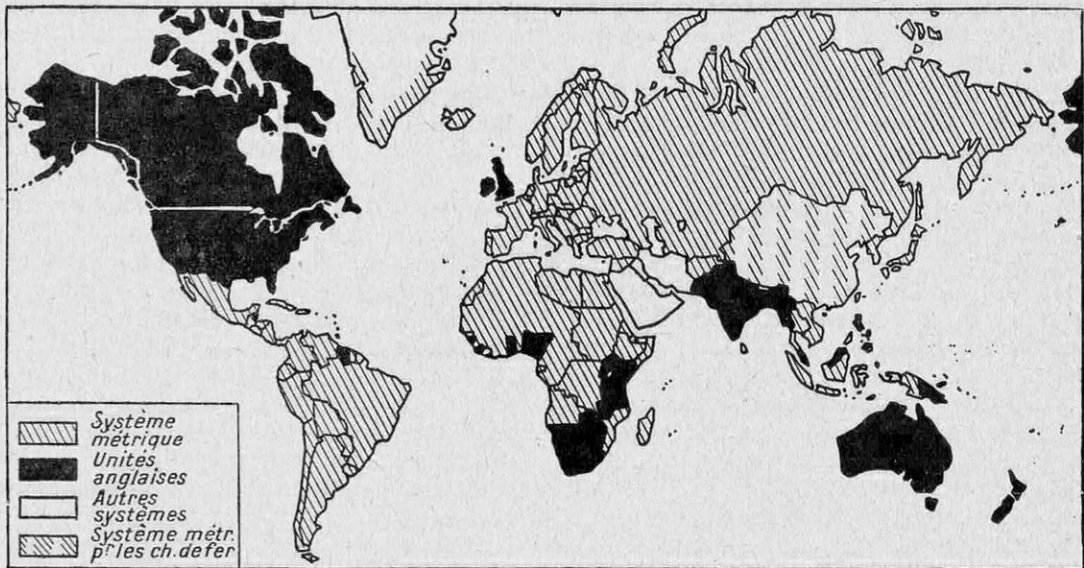 Système
métrique
Unités
anglaises
Autres
systèmes
Système métr.
pr les ch. de fer